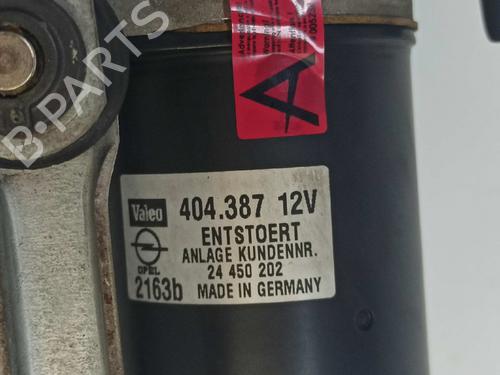 B-PARTS
A
Valeo 404.387 12V
ENTSTOERT
OPEL ANLAGE KUNDENNR.
24 450 202
2163b MADE IN GERMANY